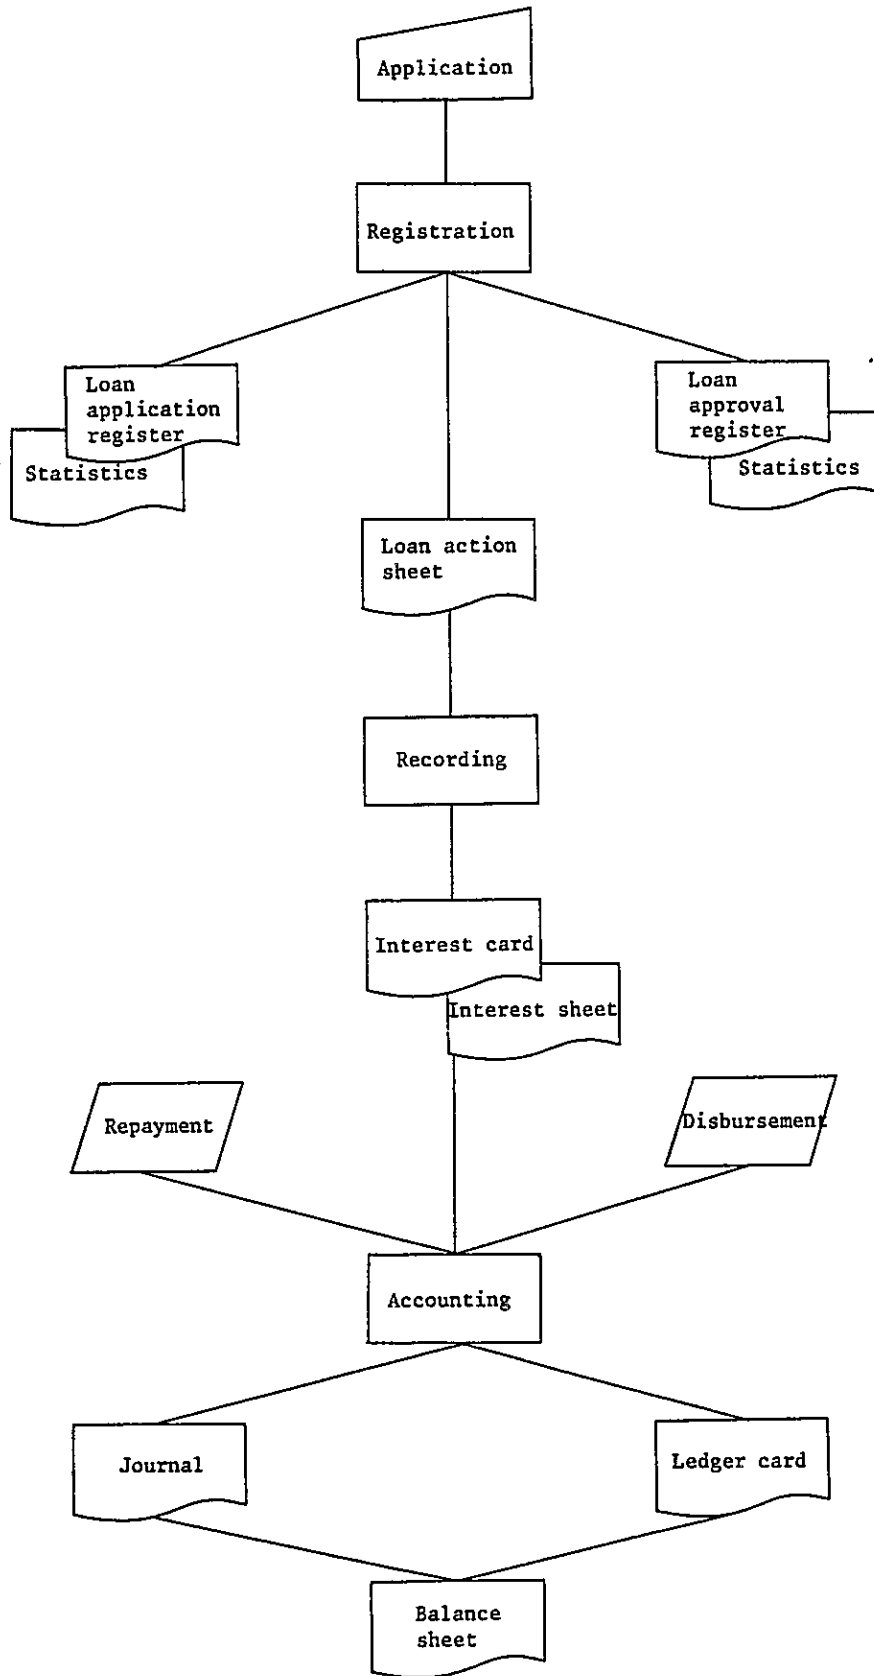 Application
Registration
Loan
application
register
Statistics
Loan
approval
register
Statistics
Loan action
sheet
Recording
Interest card
Interest sheet
Repayment
Disbursement
Accounting
Journal
Ledger card
Balance
sheet